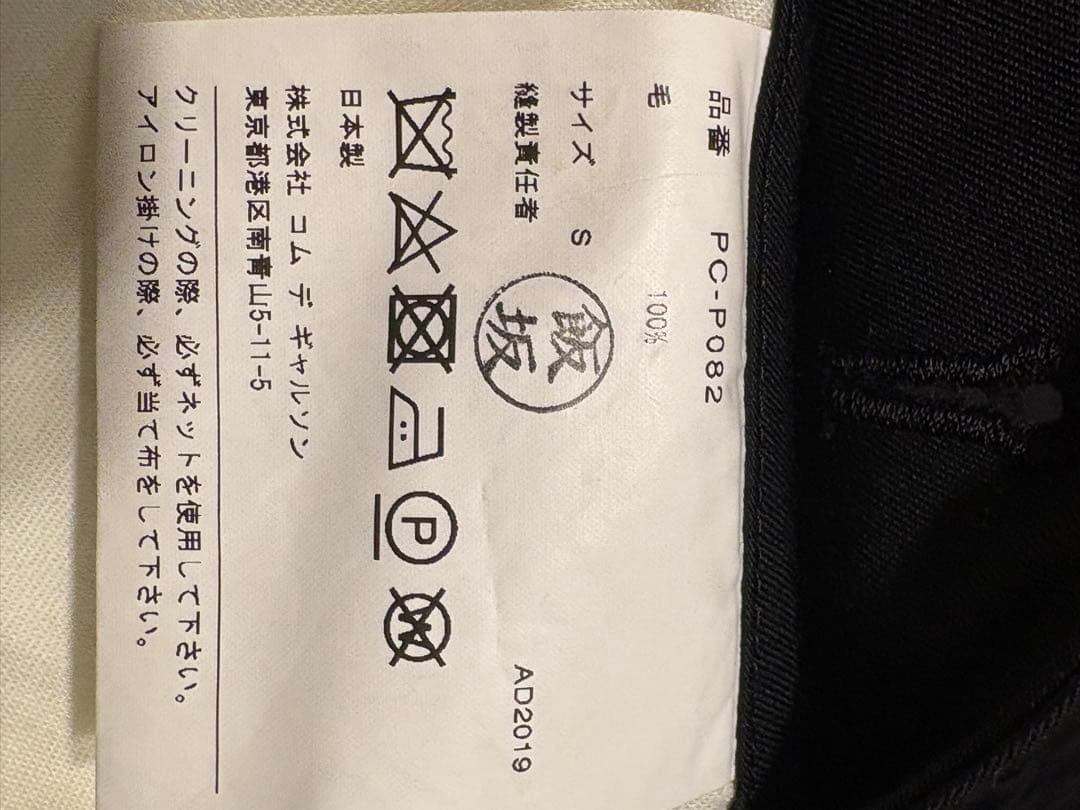 品番 PC-P082
毛 100%
サイズ S
縫製責任者 飯坂 AD2019
P
W
日本製
株式会社 コム デ ギャルソン
東京都港区南青山5-11-5
クリーニングの際、必ずネットを使用して下さい。
アイロン掛けの際、必ず当て布をして下さい。